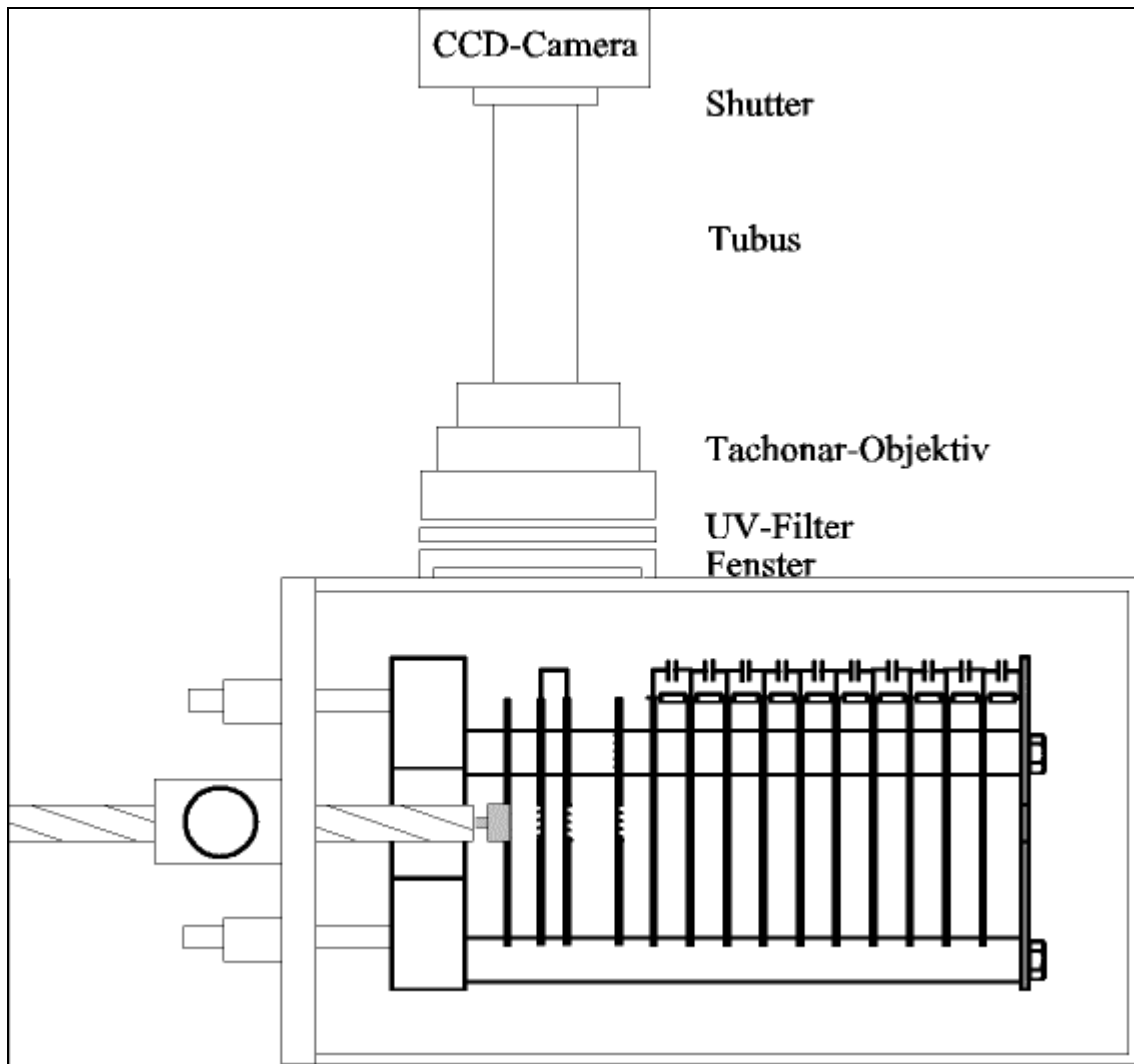 CCD-Camera
Shutter
Tubus
Tachonar-Objektiv
UV-Filter
Fenster